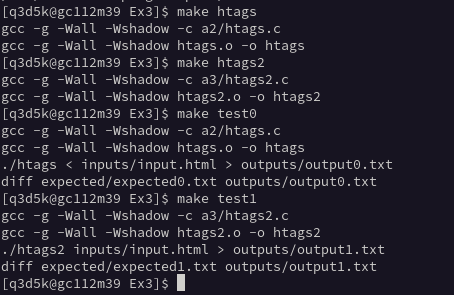 [q3d5k@gc112m39 Ex3]$ make htags
gcc -g -Wall -Wshadow -c a2/htags.c
gcc -g -Wall -Wshadow htags.o -o htags
[q3d5k@gc112m39 Ex3]$ make htags2
gcc -g -Wall -Wshadow -c a3/htags2.c
gcc -g -Wall -Wshadow htags2.o -o htags2
[q3d5k@gc112m39 Ex3]$ make test0
gcc -g -Wall -Wshadow -c a2/htags.c
gcc -g -Wall -Wshadow htags.o -o htags
./htags < inputs/input.html > outputs/output0.txt
diff expected/expected0.txt outputs/output0.txt
[q3d5k@gc112m39 Ex3]$ make test1
gcc -g -Wall -Wshadow -c a3/htags2.c
gcc -g -Wall -Wshadow htags2.o -o htags2
./htags2 inputs/input.html > outputs/output1.txt
diff expected/expected1.txt outputs/output1.txt
[q3d5k@gc112m39 Ex3]$